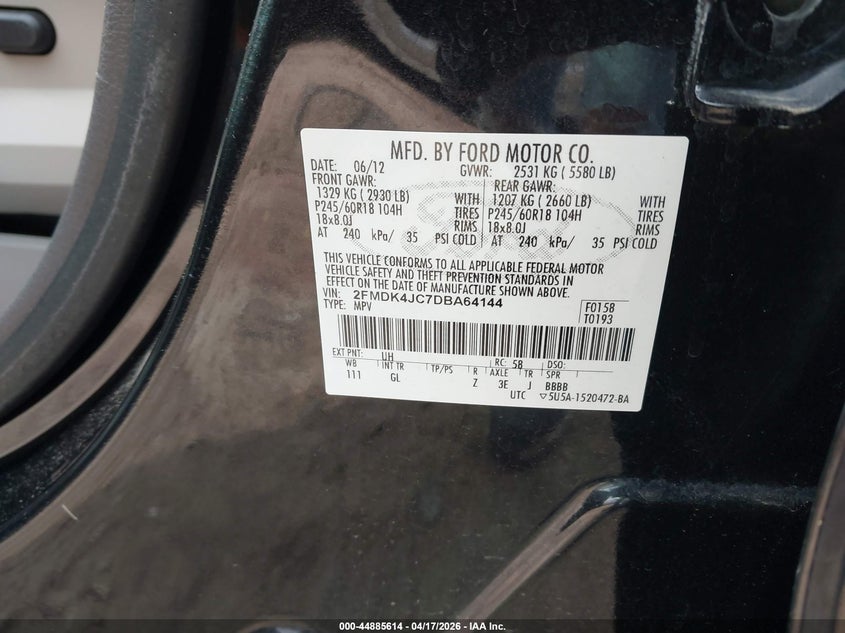 MFD. BY FORD MOTOR CO.
DATE: 06/12 GVWR: 2531 KG ( 5580 LB)
FRONT GAWR: REAR GAWR:
1329 KG ( 2930 LB) WITH 1207 KG ( 2660 LB) WITH
P245/60R18 104H TIRES P245/60R18 104H TIRES
18x8.0J RIMS 18x8.0J RIMS
AT 240 kPa/ 35 PSI COLD AT 240 kPa/ 35 PSI COLD
THIS VEHICLE CONFORMS TO ALL APPLICABLE FEDERAL MOTOR
VEHICLE SAFETY AND THEFT PREVENTION STANDARDS IN
EFFECT ON THE DATE OF MANUFACTURE SHOWN ABOVE.
VIN: 2FMDK4JC7DBA64144 F0158
TYPE: MPV T0193
EXT PNT: UH RC: 58 DSO:
WB INT TR TP/PS R AXLE TR SPR
111 GL Z 3E J BBBB
UTC ▽5U5A-1520472-BA
000-44885614 - 04/17/2026 - IAA Inc.